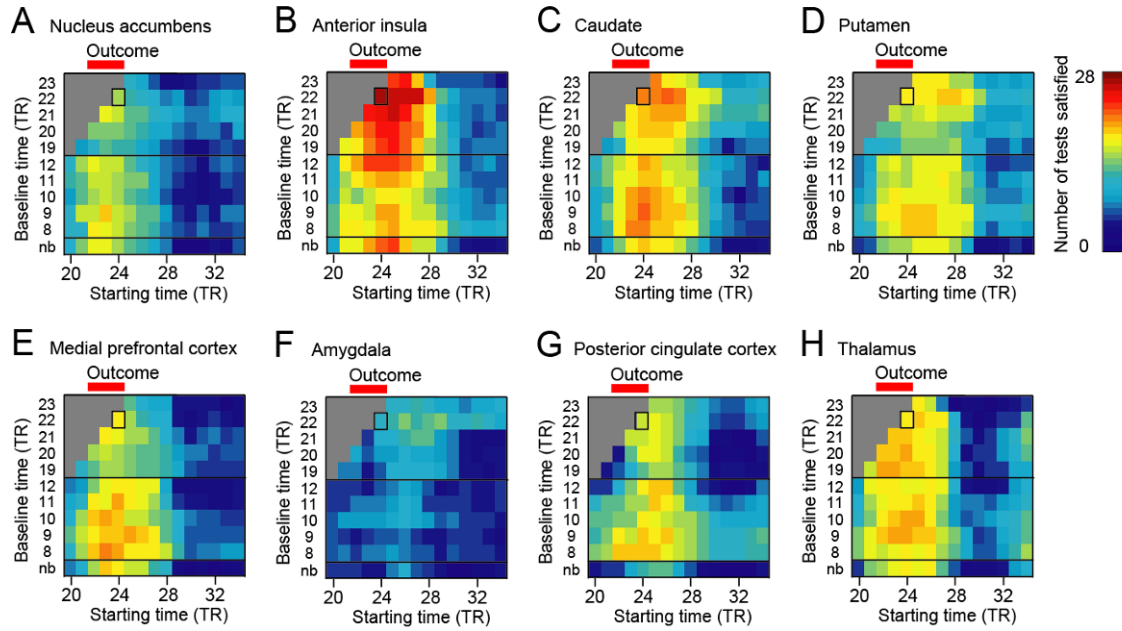 A Nucleus accumbens
Outcome
Baseline time (TR)
23
22
21
20
19
12
11
10
9
8
nb
20 24 28 32
Starting time (TR)
B Anterior insula
Outcome
23
22
21
20
19
12
11
10
9
8
nb
20 24 28 32
Starting time (TR)
C Caudate
Outcome
23
22
21
20
19
12
11
10
9
8
nb
20 24 28 32
Starting time (TR)
D Putamen
Outcome
23
22
21
20
19
12
11
10
9
8
nb
20 24 28 32
Starting time (TR)
Number of tests satisfied
28
0
E Medial prefrontal cortex
Outcome
Baseline time (TR)
23
22
21
20
19
12
11
10
9
8
nb
20 24 28 32
Starting time (TR)
F Amygdala
Outcome
Baseline time (TR)
23
22
21
20
19
12
11
10
9
8
nb
20 24 28 32
Starting time (TR)
G Posterior cingulate cortex
Outcome
Baseline time (TR)
23
22
21
20
19
12
11
10
9
8
nb
20 24 28 32
Starting time (TR)
H Thalamus
Outcome
Baseline time (TR)
23
22
21
20
19
12
11
10
9
8
nb
20 24 28 32
Starting time (TR)